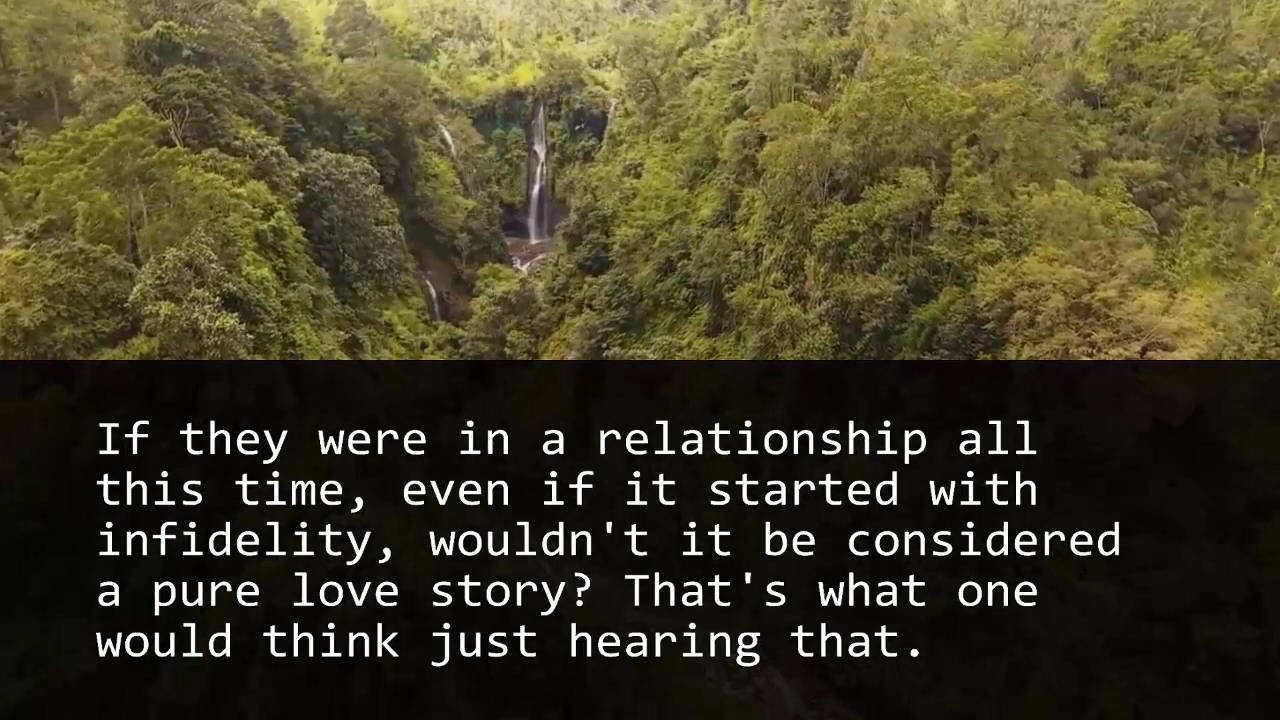 If they were in a relationship all
this time, even if it started with
infidelity, wouldn't it be considered
a pure love story? That's what one
would think just hearing that.